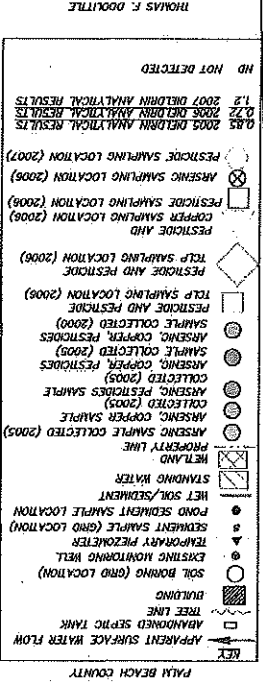 PALM BEACH COUNTY
KEY
APPARENT SURFACE WATER FLOW
ABANDONED SEPTIC TANK
TREE LINE
BUILDING
SOIL BORING (GRID LOCATION)
EXISTING MONITORING WELL
TEMPORARY PIEZOMETER
SEDIMENT SAMPLE (GRID LOCATION)
POND SEDIMENT SAMPLE LOCATION
WET SOIL/SEDIMENT
STANDING WATER
WETLAND
PROPERTY LINE
ARSENIC SAMPLE COLLECTED (2005)
ARSENIC, COPPER SAMPLE
COLLECTED (2005)
ARSENIC, PESTICIDES SAMPLE
COLLECTED (2005)
ARSENIC, COPPER, PESTICIDES
SAMPLE COLLECTED (2005)
ARSENIC, COPPER, PESTICIDES
SAMPLE COLLECTED (2000)
PESTICIDE AND PESTICIDE
TCLP SAMPLING LOCATION (2006)
PESTICIDE AND PESTICIDE
TCLP SAMPLING LOCATION (2006)
PESTICIDE AND
COPPER SAMPLING LOCATION (2006)
PESTICIDE SAMPLING LOCATION (2006)
ARSENIC SAMPLING LOCATION (2006)
PESTICIDE SAMPLING LOCATION (2007)
0.85 2005 DIELDRIN ANALYTICAL RESULTS
0.72 2006 DIELDRIN ANALYTICAL RESULTS
1.2 2007 DIELDRIN ANALYTICAL RESULTS
ND NOT DETECTED
THOMAS F. DOOLITTLE